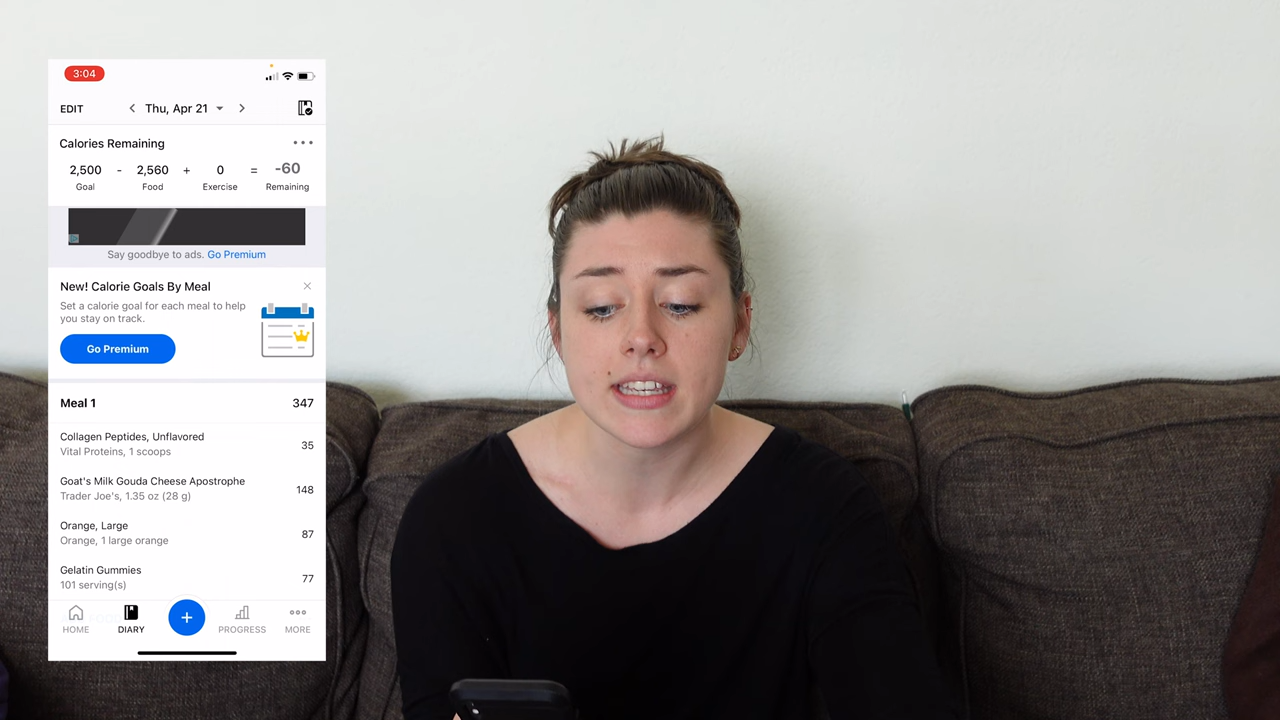 3:04
EDIT
Thu, Apr 21
Calories Remaining
2,500 - 2,560 + 0 = -60
Goal Food Exercise Remaining
Say goodbye to ads. Go Premium
New! Calorie Goals By Meal
Set a calorie goal for each meal to help
you stay on track.
Go Premium
Meal 1 347
Collagen Peptides, Unflavored
Vital Proteins, 1 scoops
35
Goat's Milk Gouda Cheese Apostrophe
Trader Joe's, 1.35 oz (28 g)
148
Orange, Large
Orange, 1 large orange
87
Gelatin Gummies
101 serving(s)
77
HOME DIARY + PROGRESS MORE